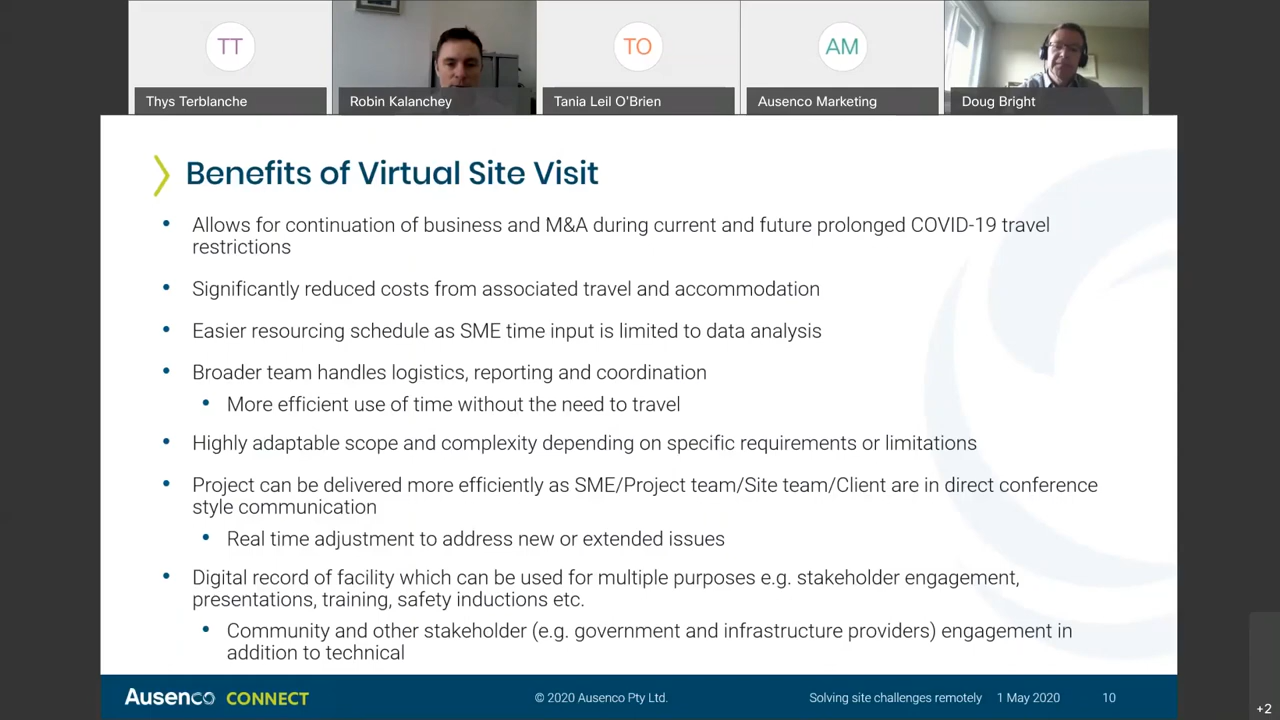 TT
TO
AM
Thys Terblanche
Robin Kalanchey
Tania Leil O'Brien
Ausenco Marketing
Doug Bright
Benefits of Virtual Site Visit
• Allows for continuation of business and M&A during current and future prolonged COVID-19 travel
restrictions
• Significantly reduced costs from associated travel and accommodation
• Easier resourcing schedule as SME time input is limited to data analysis
• Broader team handles logistics, reporting and coordination
• More efficient use of time without the need to travel
• Highly adaptable scope and complexity depending on specific requirements or limitations
• Project can be delivered more efficiently as SME/Project team/Site team/Client are in direct conference
style communication
• Real time adjustment to address new or extended issues
• Digital record of facility which can be used for multiple purposes e.g. stakeholder engagement,
presentations, training, safety inductions etc.
• Community and other stakeholder (e.g. government and infrastructure providers) engagement in
addition to technical
Ausenco CONNECT
© 2020 Ausenco Pty Ltd.
Solving site challenges remotely 1 May 2020 10
+2